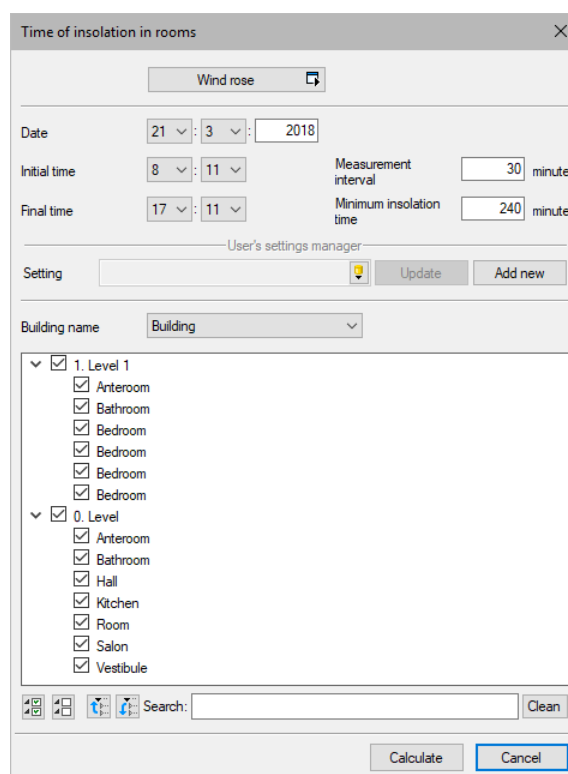 Time of insolation in rooms
Wind rose
Date 21 : 3 : 2018
Initial time 8 : 11 Measurement interval 30 minute
Final time 17 : 11 Minimum insolation time 240 minute
User's settings manager
Setting Update Add new
Building name Building
1. Level 1
Anteroom
Bathroom
Bedroom
Bedroom
Bedroom
Bedroom
0. Level
Anteroom
Bathroom
Hall
Kitchen
Room
Salon
Vestibule
Search: Clean
Calculate Cancel